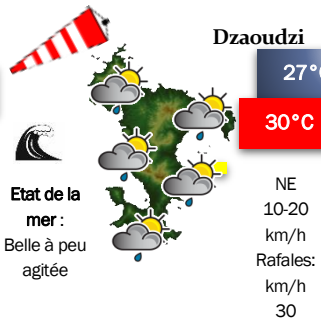 Dzaoudzi
27°
30°C
Etat de la
mer :
Belle à peu
agitée
NE
10-20
km/h
Rafales:
km/h
30